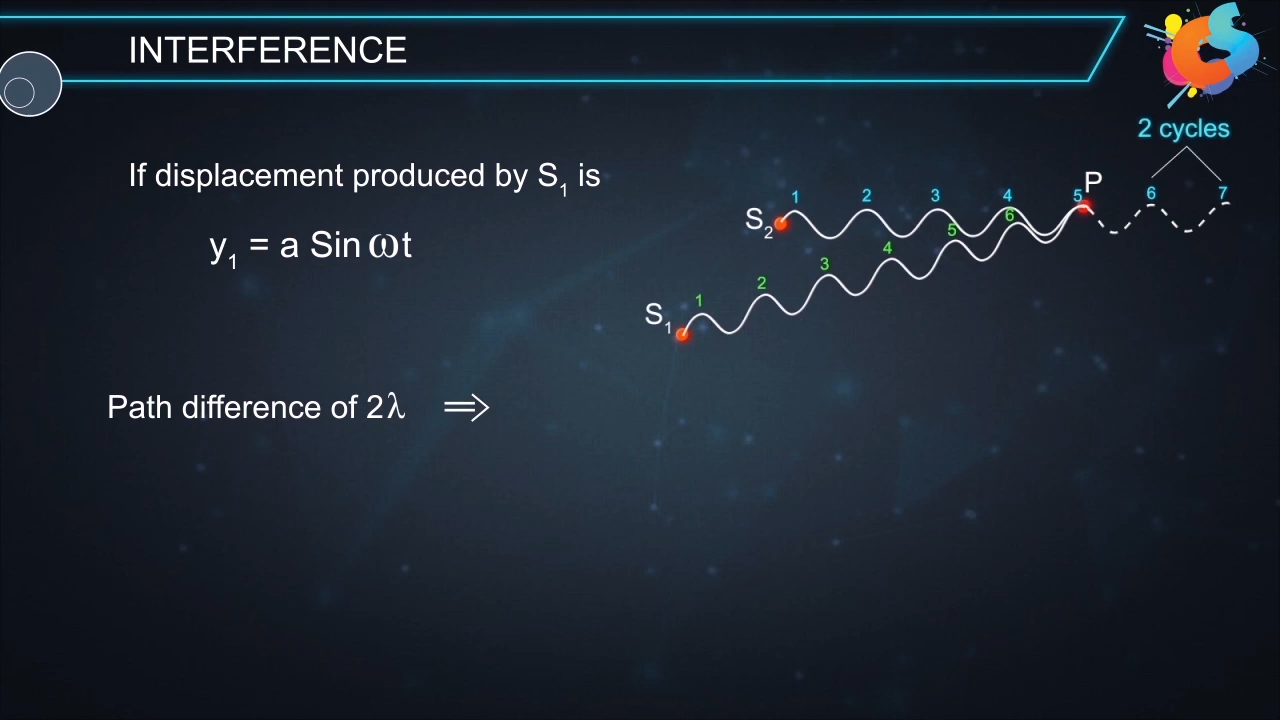 INTERFERENCE
2 cycles
If displacement produced by S₁ is
y₁ = a Sin ωt
S₂ 1 2 3 4 5 P 6 7
S₁ 1 2 3 4 5 6
Path difference of 2λ ⇒